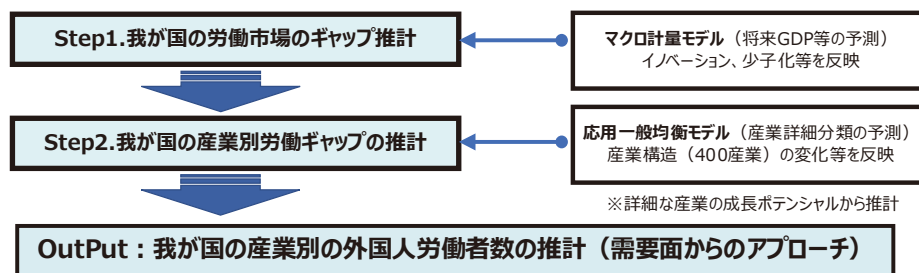 Step1.我が国の労働市場のギャップ推計
マクロ計量モデル（将来GDP等の予測）
イノベーション、少子化等を反映
Step2.我が国の産業別労働ギャップの推計
応用一般均衡モデル（産業詳細分類の予測）
産業構造（400産業）の変化等を反映
※詳細な産業の成長ポテンシャルから推計
OutPut：我が国の産業別の外国人労働者数の推計（需要面からのアプローチ）